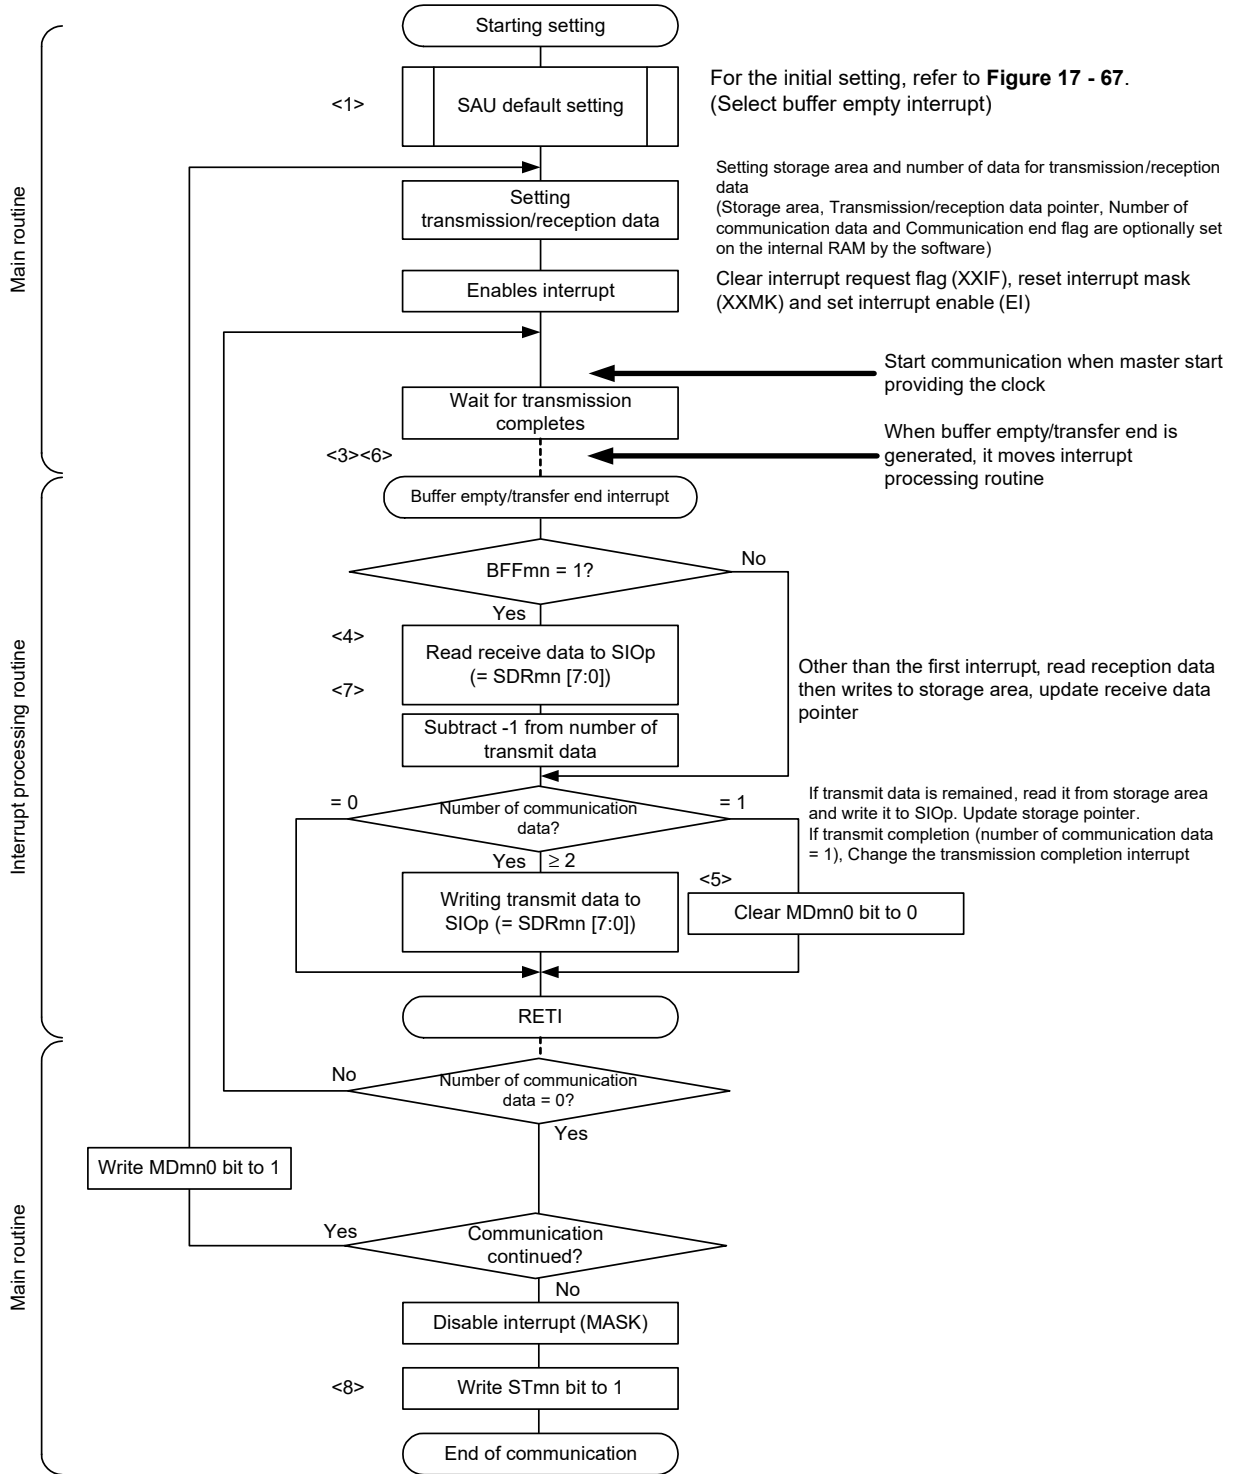 Starting setting
<1>
SAU default setting
For the initial setting, refer to Figure 17 - 67.
(Select buffer empty interrupt)
Main routine
Setting
transmission/reception data
Setting storage area and number of data for transmission/reception
data
(Storage area, Transmission/reception data pointer, Number of
communication data and Communication end flag are optionally set
on the internal RAM by the software)
Enables interrupt
Clear interrupt request flag (XXIF), reset interrupt mask
(XXMK) and set interrupt enable (EI)
Start communication when master start
providing the clock
Wait for transmission
completes
<3><6>
When buffer empty/transfer end is
generated, it moves interrupt
processing routine
Buffer empty/transfer end interrupt
BFFmn = 1?
No
Yes
Interrupt processing routine
<4>
<7>
Read receive data to SIOp
(= SDRmn [7:0])
Other than the first interrupt, read reception data
then writes to storage area, update receive data
pointer
Subtract -1 from number of
transmit data
= 0
Number of communication
data?
= 1
If transmit data is remained, read it from storage area
and write it to SIOp. Update storage pointer.
If transmit completion (number of communication data
= 1), Change the transmission completion interrupt
Yes ≥ 2
Writing transmit data to
SIOp (= SDRmn [7:0])
<5>
Clear MDmn0 bit to 0
RETI
No
Number of communication
data = 0?
Yes
Write MDmn0 bit to 1
Main routine
Yes
Communication
continued?
No
Disable interrupt (MASK)
<8>
Write STmn bit to 1
End of communication